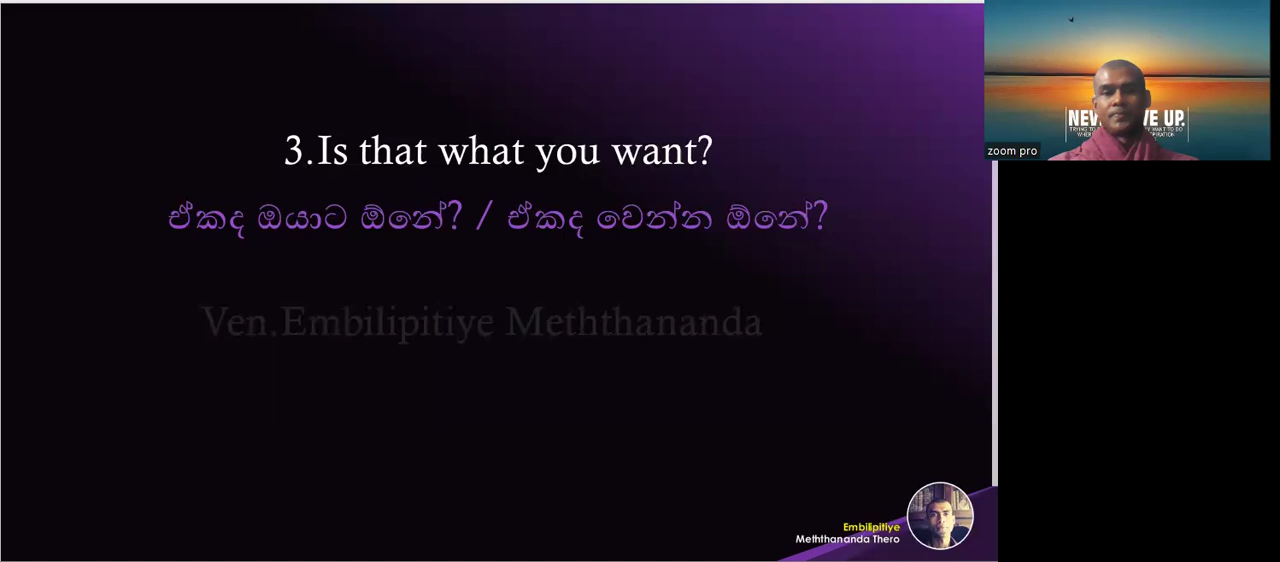 3.Is that what you want?
ඒකද ඔයාට ඕනේ? / ඒකද වෙන්න ඕනේ?
Ven.Embilipitiye Meththananda
Embilipitiye
Meththananda Thero
UP.
zoom pro